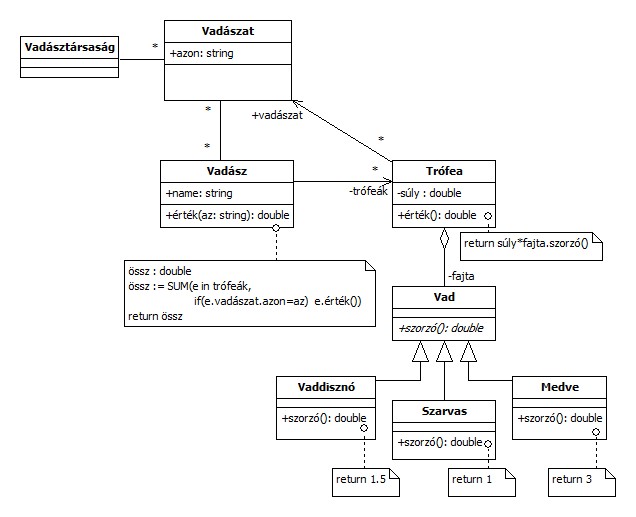 Vadászat
Vadásztársaság
*
+azon: string
*
+vadászat
*
*
Vadász
*
Trófea
+name: string
-trófeák
-súly : double
+érték(az: string): double
+érték(): double
return súly*fajta.szorzó()
össz : double
össz := SUM(e in trófeák,
if(e.vadászat.azon=az) e.érték())
return össz
-fajta
Vad
+szorzó(): double
Vaddisznó
Szarvas
Medve
+szorzó(): double
+szorzó(): double
+szorzó(): double
return 1.5
return 1
return 3